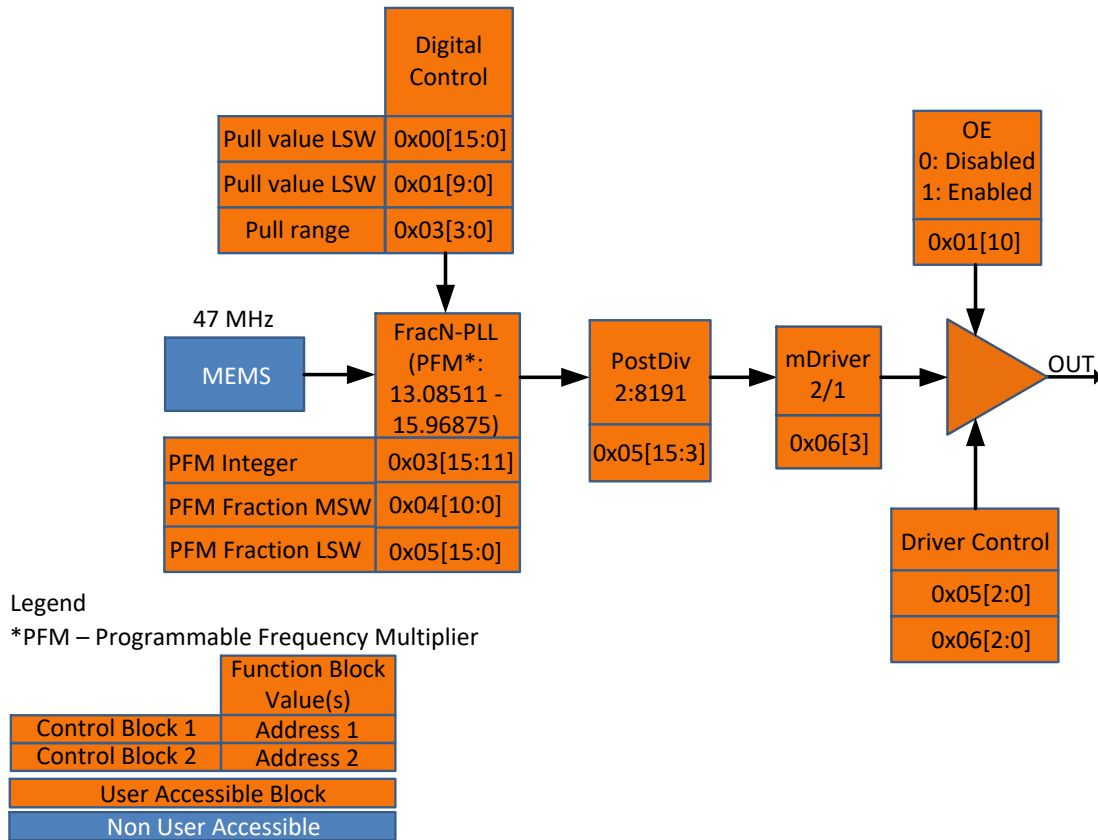 Digital
Control
Pull value LSW
0x00[15:0]
Pull value LSW
0x01[9:0]
Pull range
0x03[3:0]
OE
0: Disabled
1: Enabled
0x01[10]
47 MHz
MEMS
FracN-PLL
(PFM*:
13.08511 -
15.96875)
PFM Integer
0x03[15:11]
PFM Fraction MSW
0x04[10:0]
PFM Fraction LSW
0x05[15:0]
PostDiv
2:8191
0x05[15:3]
mDriver
2/1
0x06[3]
OUT
Driver Control
0x05[2:0]
0x06[2:0]
Legend
*PFM – Programmable Frequency Multiplier
Function Block
Value(s)
Control Block 1
Address 1
Control Block 2
Address 2
User Accessible Block
Non User Accessible